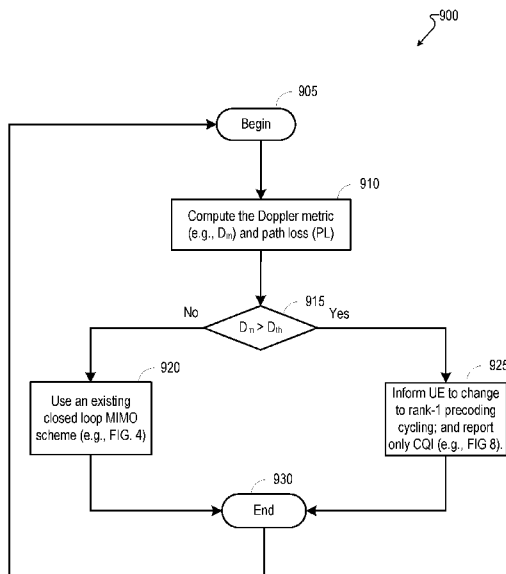 900
905
Begin
910
Compute the Doppler metric
(e.g., Dm) and path loss (PL)
915
No
Dm > Dth
Yes
920
Use an existing
closed loop MIMO
scheme (e.g., FIG. 4)
925
Inform UE to change
to rank-1 precoding
cycling; and report
only CQI (e.g., FIG 8).
930
End